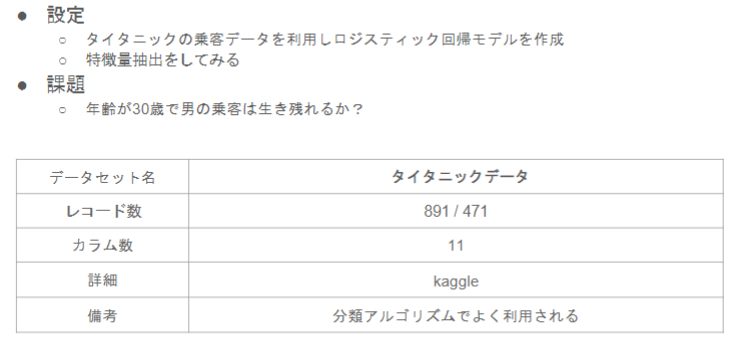 ● 設定
○ タイタニックの乗客データを利用しロジスティック回帰モデルを作成
○ 特徴量抽出をしてみる
● 課題
○ 年齢が30歳で男の乗客は生き残れるか？
データセット名 タイタニックデータ
レコード数 891 / 471
カラム数 11
詳細 kaggle
備考 分類アルゴリズムでよく利用される